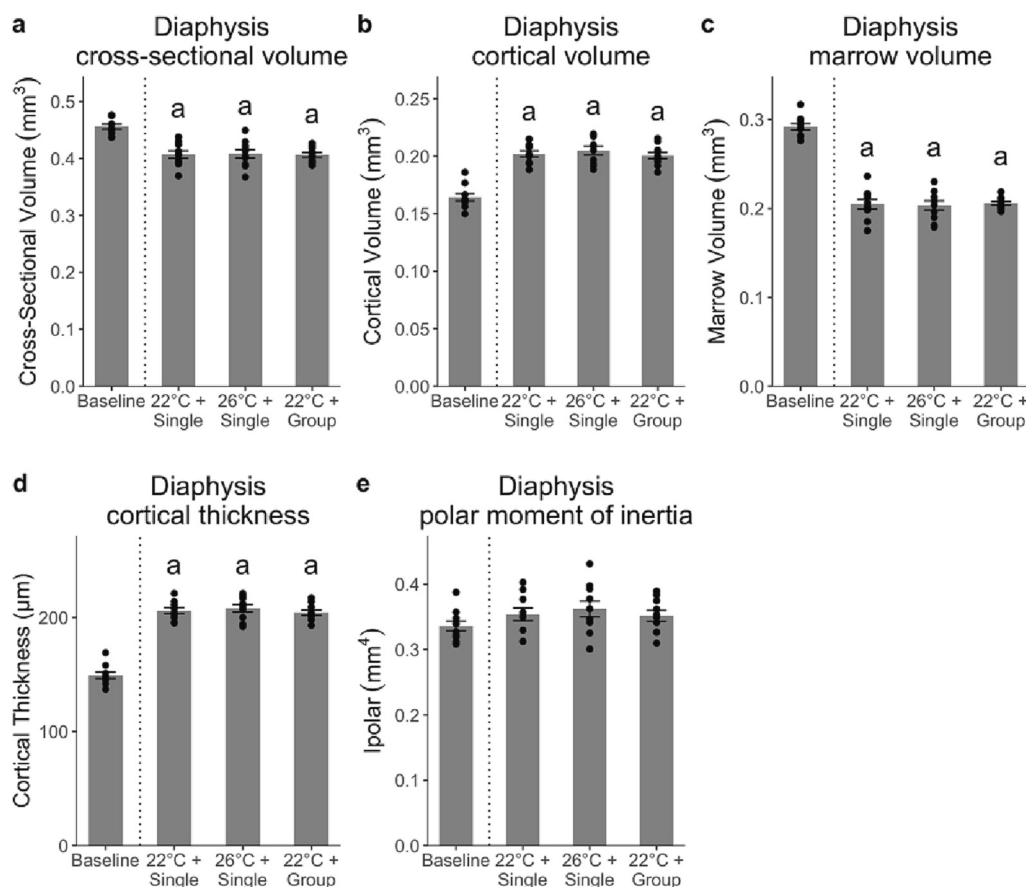 a
Diaphysis
cross-sectional volume
Cross-Sectional Volume (mm³)
0.5
0.4
0.3
0.2
0.1
0.0
a a a
Baseline 22°C + 26°C + 22°C +
Single Single Group
b
Diaphysis
cortical volume
Cortical Volume (mm³)
0.25
0.20
0.15
0.10
0.05
0.00
a a a
Baseline 22°C + 26°C + 22°C +
Single Single Group
c
Diaphysis
marrow volume
Marrow Volume (mm³)
0.3
0.2
0.1
0.0
a a a
Baseline 22°C + 26°C + 22°C +
Single Single Group
d
Diaphysis
cortical thickness
Cortical Thickness (μm)
200
100
0
a a a
Baseline 22°C + 26°C + 22°C +
Single Single Group
e
Diaphysis
polar moment of inertia
Ipolar (mm⁴)
0.4
0.3
0.2
0.1
0.0
Baseline 22°C + 26°C + 22°C +
Single Single Group